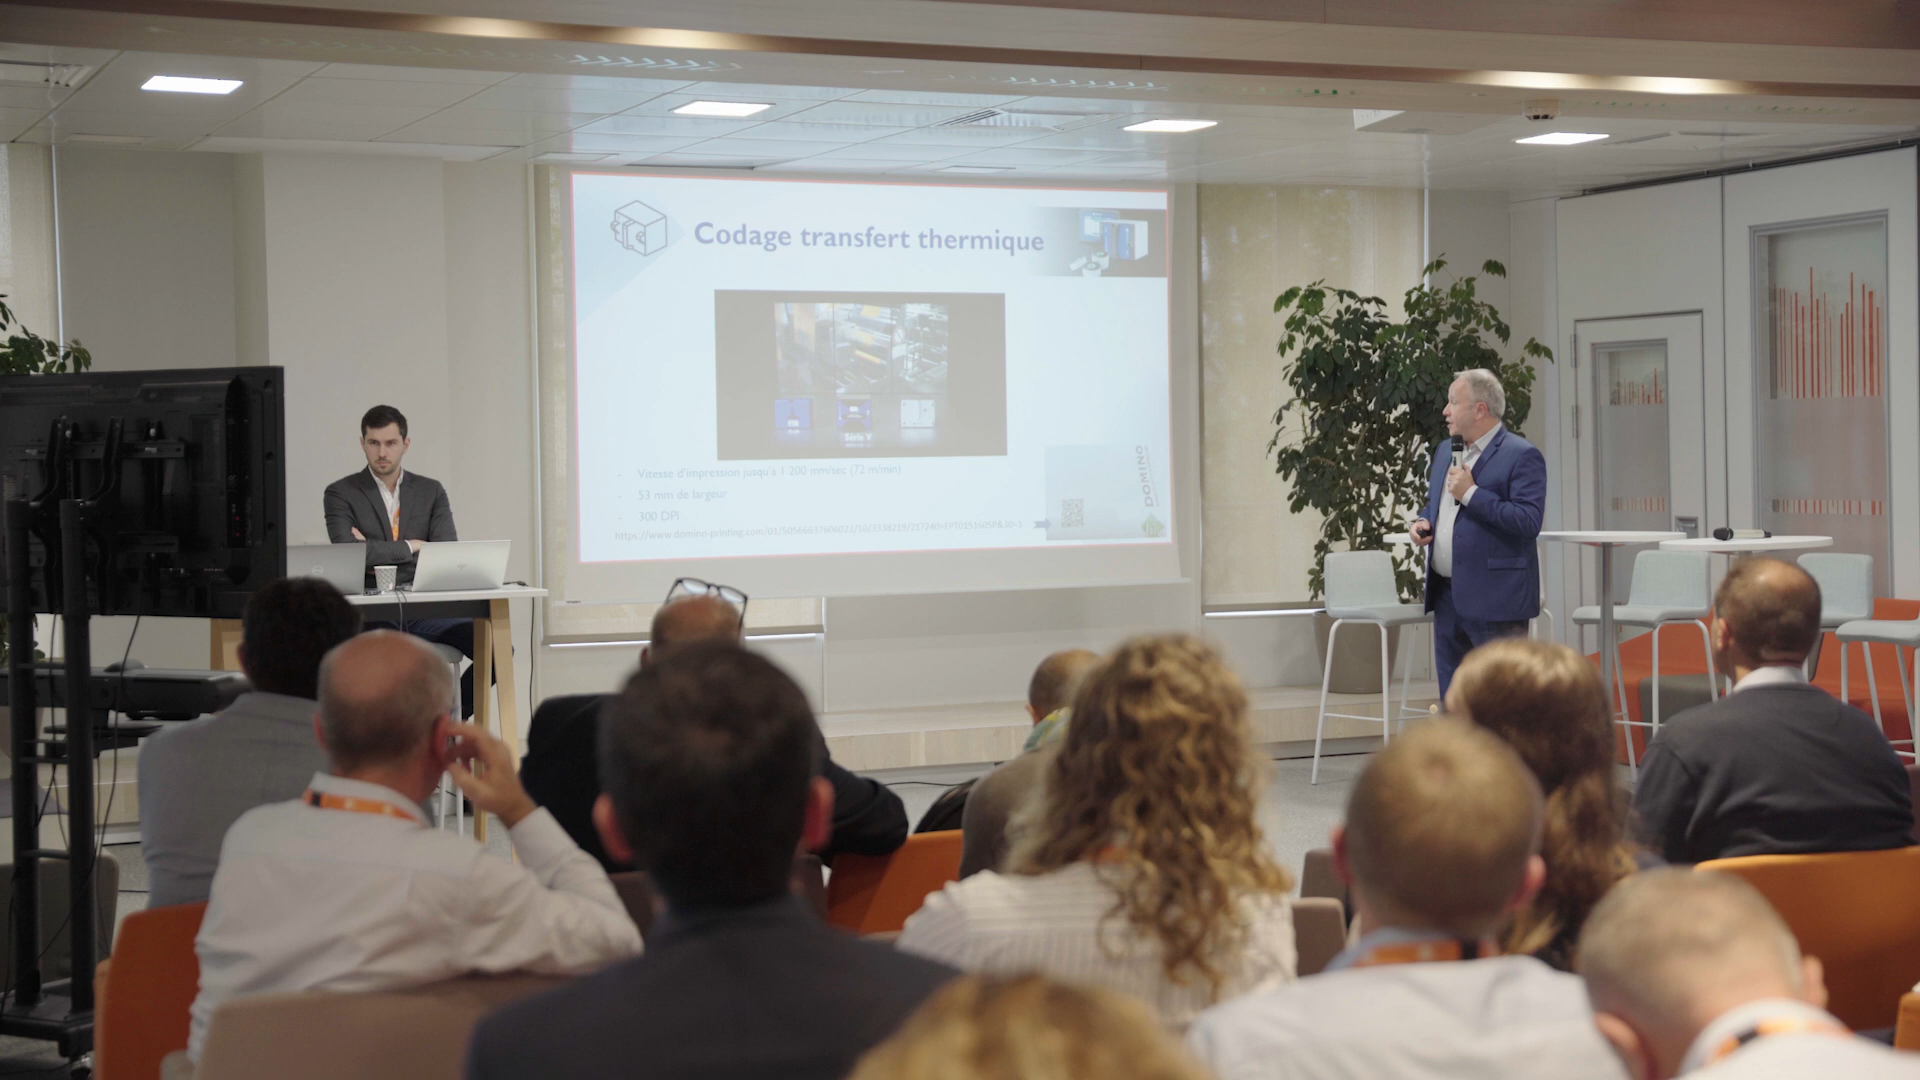 Codage transfert thermique
Série V
- Vitesse d'impression jusqu'à 1 200 mm/sec (72 m/min)
- 53 mm de largeur
- 300 DPI
DOMINO